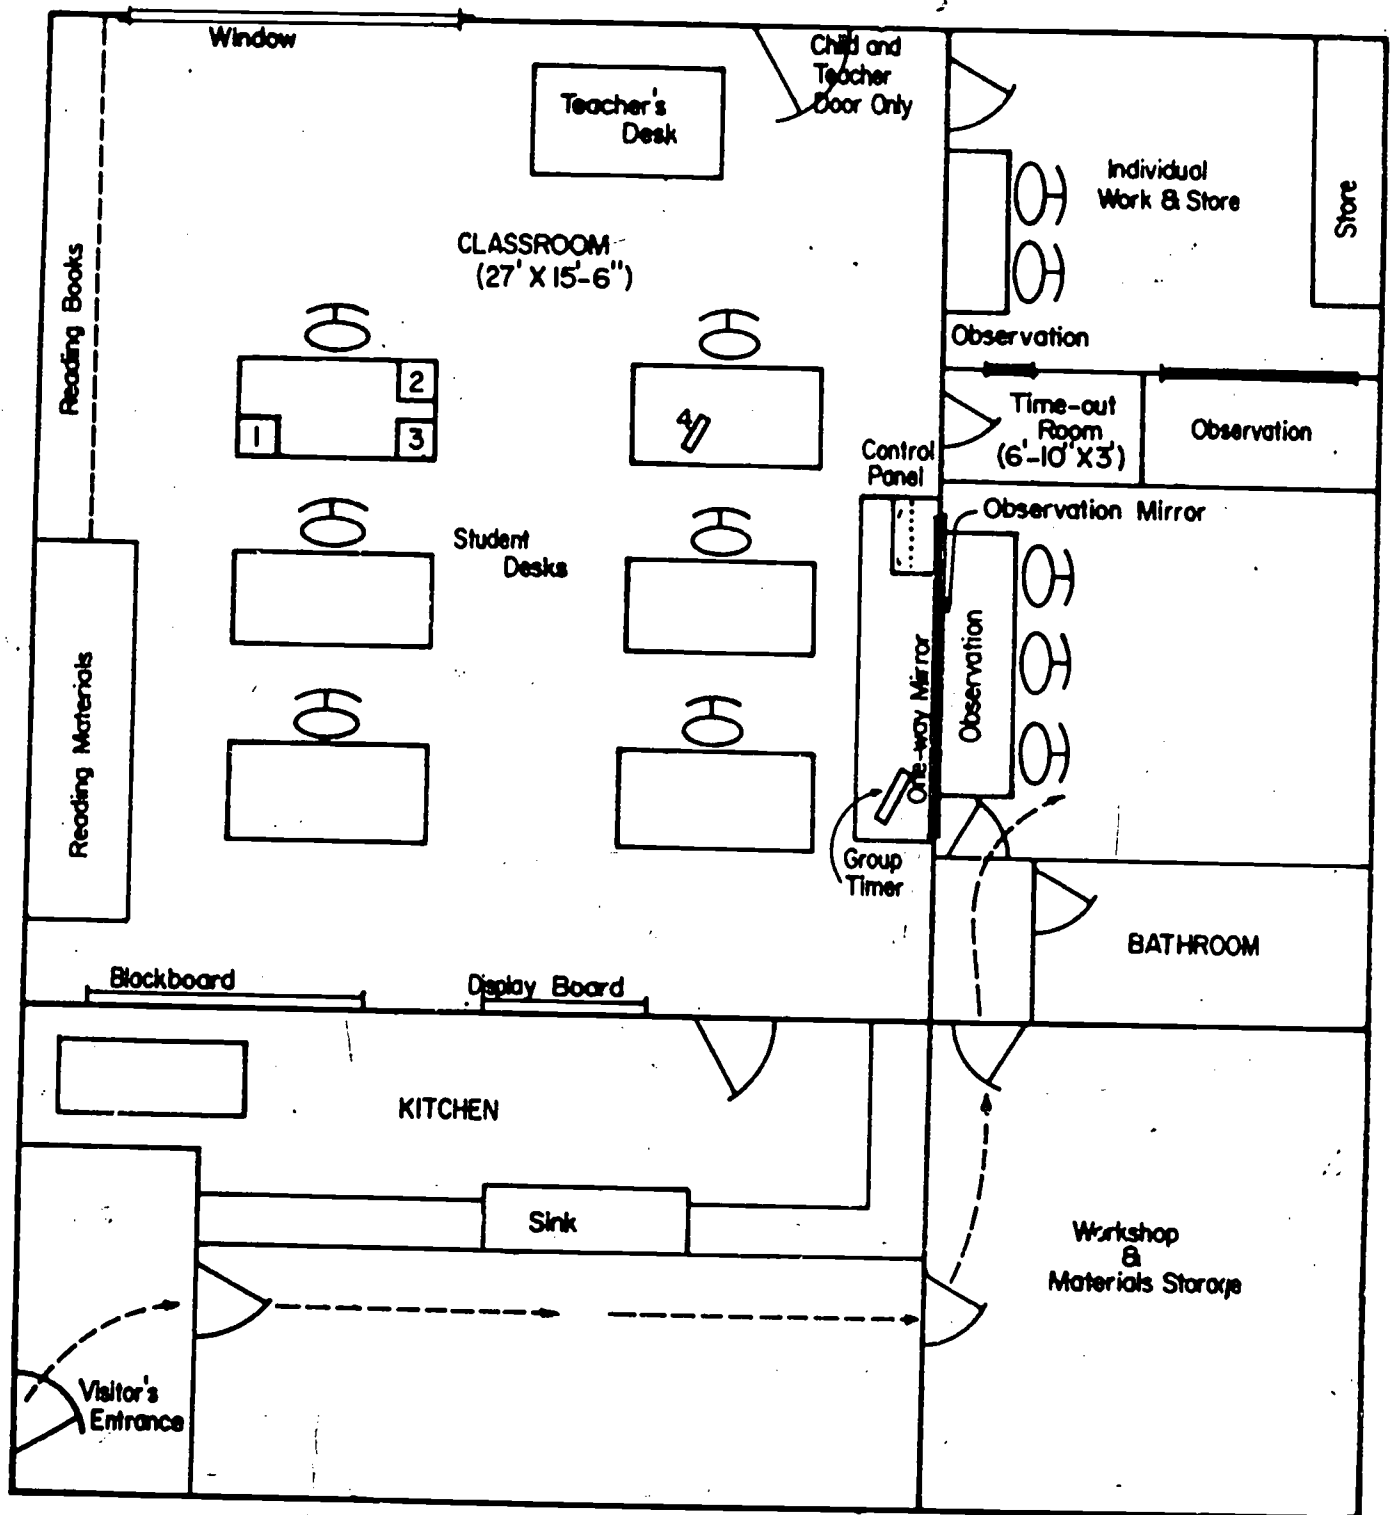 Window
Child and
Teacher
Door Only
Teacher's
Desk
Individual
Work & Store
Store
CLASSROOM
(27' X 15'-6")
Reading Books
Observation
2
1
3
4
Time-out
Room
(6'-10" X 3')
Observation
Control
Panel
Observation Mirror
Student
Desks
One-way Mirror
Observation
Reading Materials
Group
Timer
BATHROOM
Blackboard
Display Board
KITCHEN
Sink
Workshop
&
Materials Storage
Visitor's
Entrance